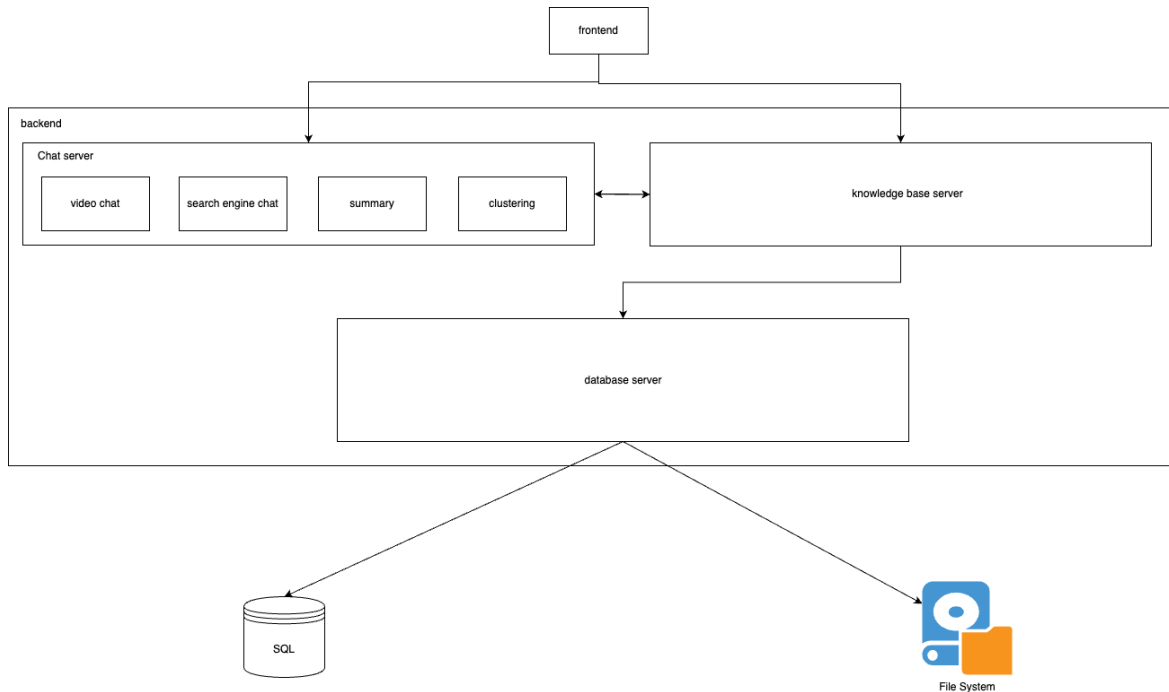 frontend
backend
Chat server
video chat
search engine chat
summary
clustering
knowledge base server
database server
SQL
File System